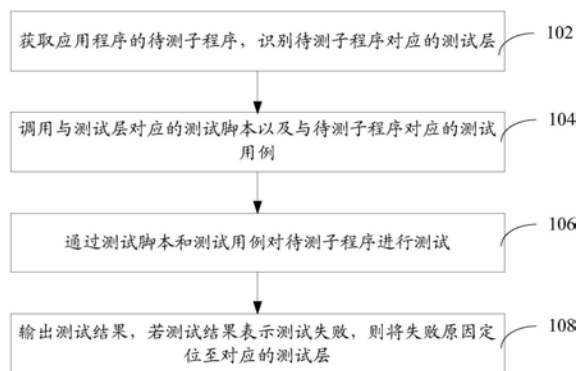 获取应用程序的待测子程序，识别待测子程序对应的测试层
102
调用与测试层对应的测试脚本以及与待测子程序对应的测试
用例
104
通过测试脚本和测试用例对待测子程序进行测试
106
输出测试结果，若测试结果表示测试失败，则将失败原因定
位至对应的测试层
108